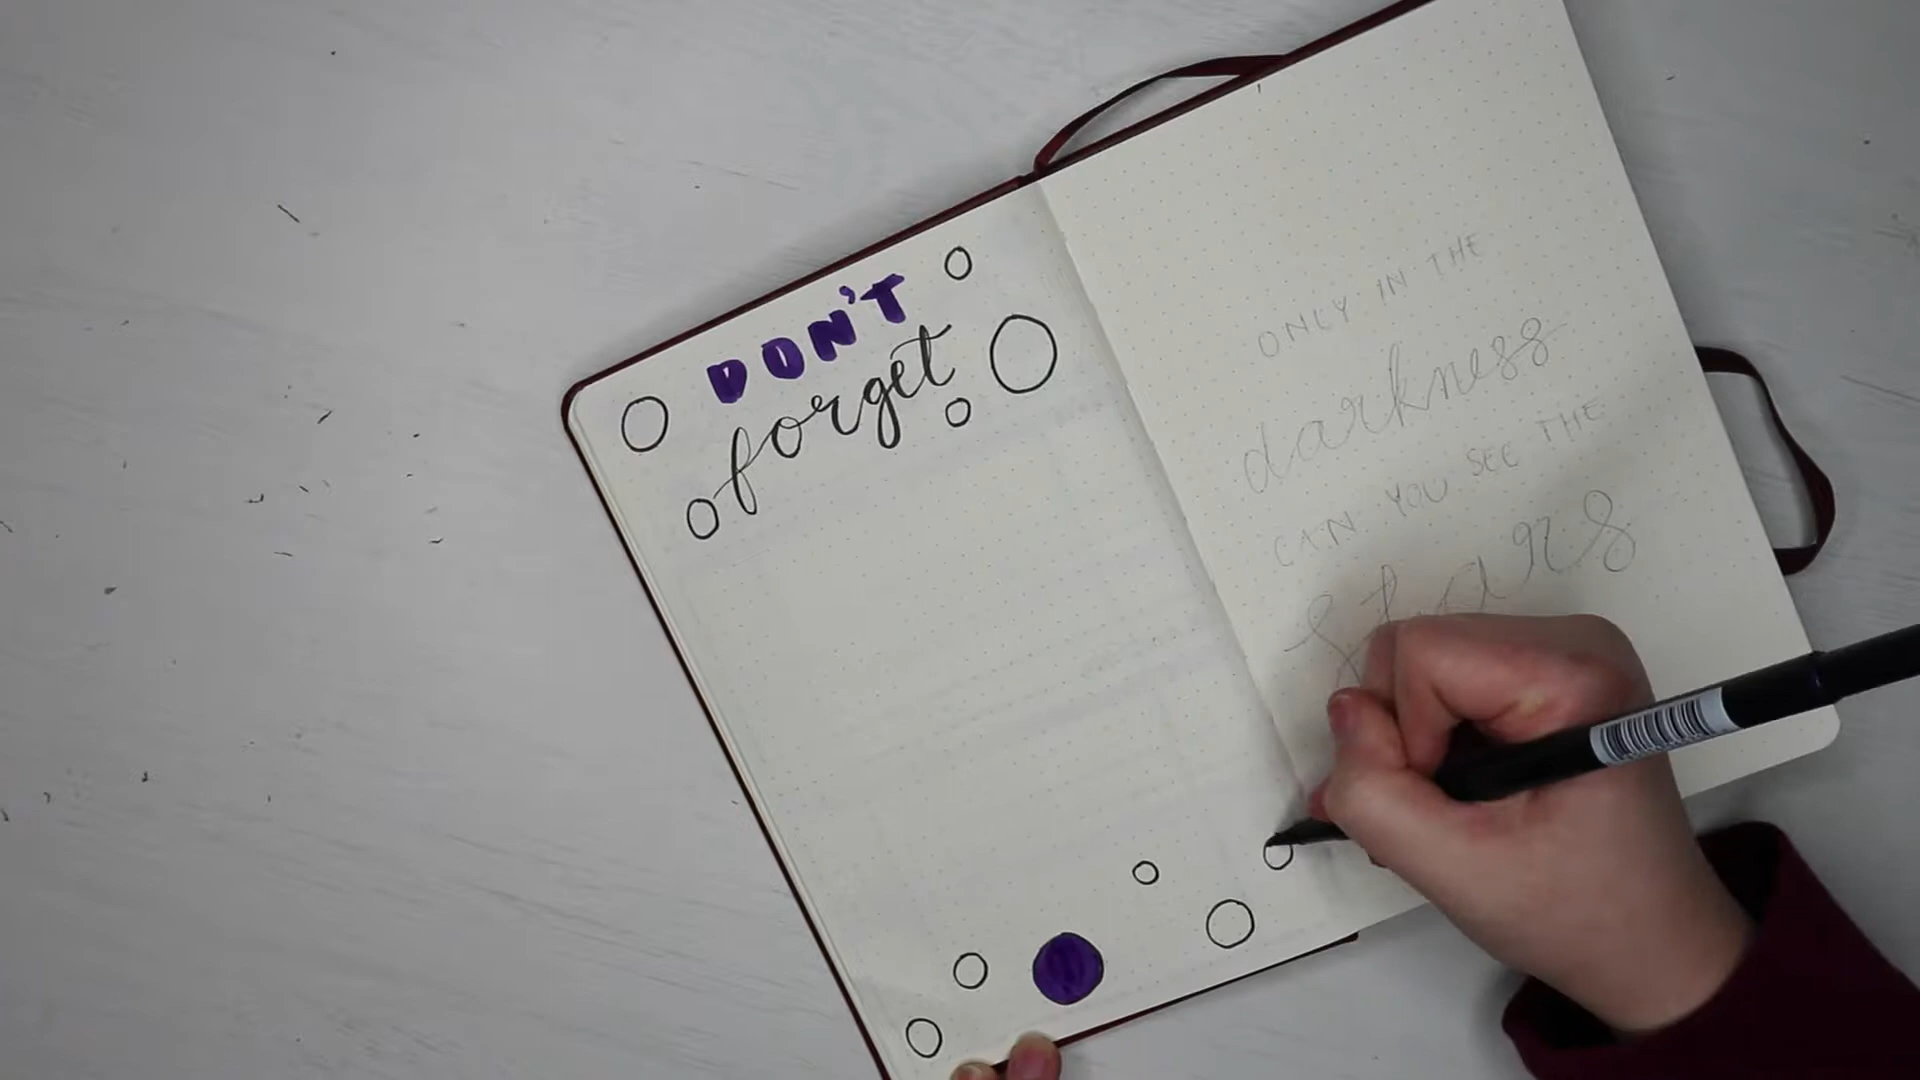 DON'T
forget
ONLY IN THE
darkness
CAN YOU SEE THE
stars